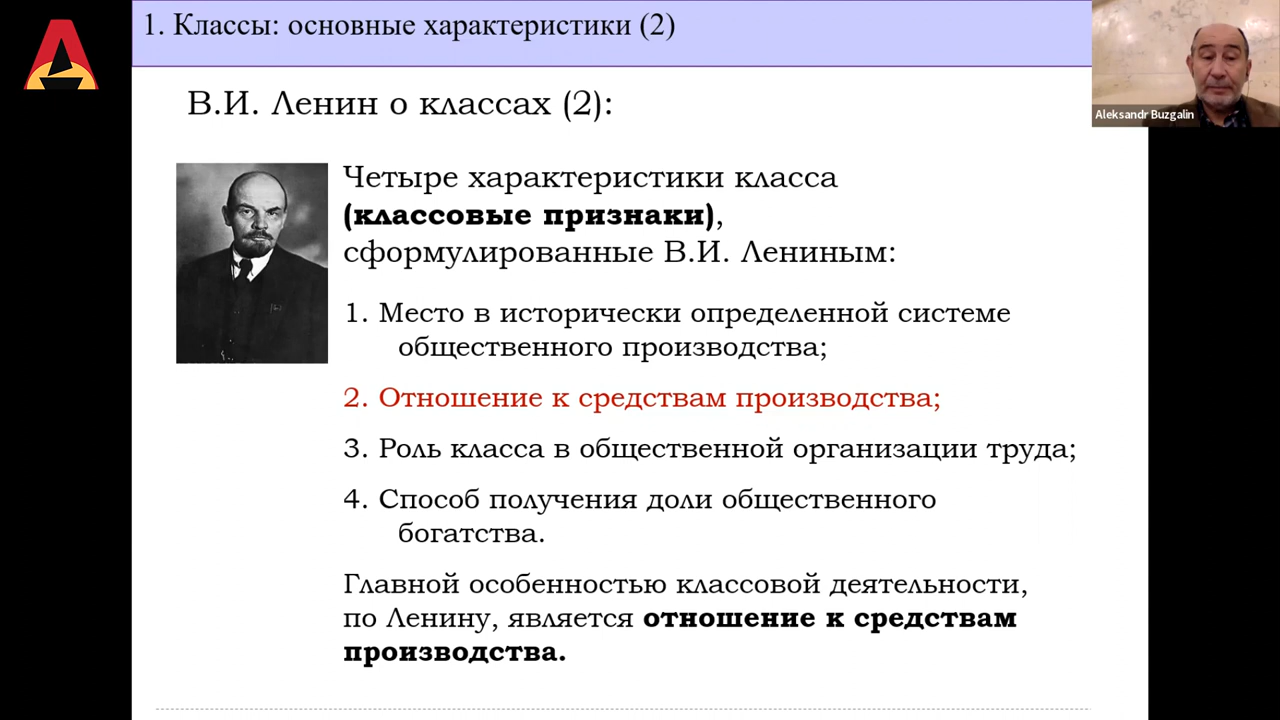 1. Классы: основные характеристики (2)
Aleksandr Buzgalin
В.И. Ленин о классах (2):
Четыре характеристики класса
(классовые признаки),
сформулированные В.И. Лениным:
1. Место в исторически определенной системе
общественного производства;
2. Отношение к средствам производства;
3. Роль класса в общественной организации труда;
4. Способ получения доли общественного
богатства.
Главной особенностью классовой деятельности,
по Ленину, является отношение к средствам
производства.